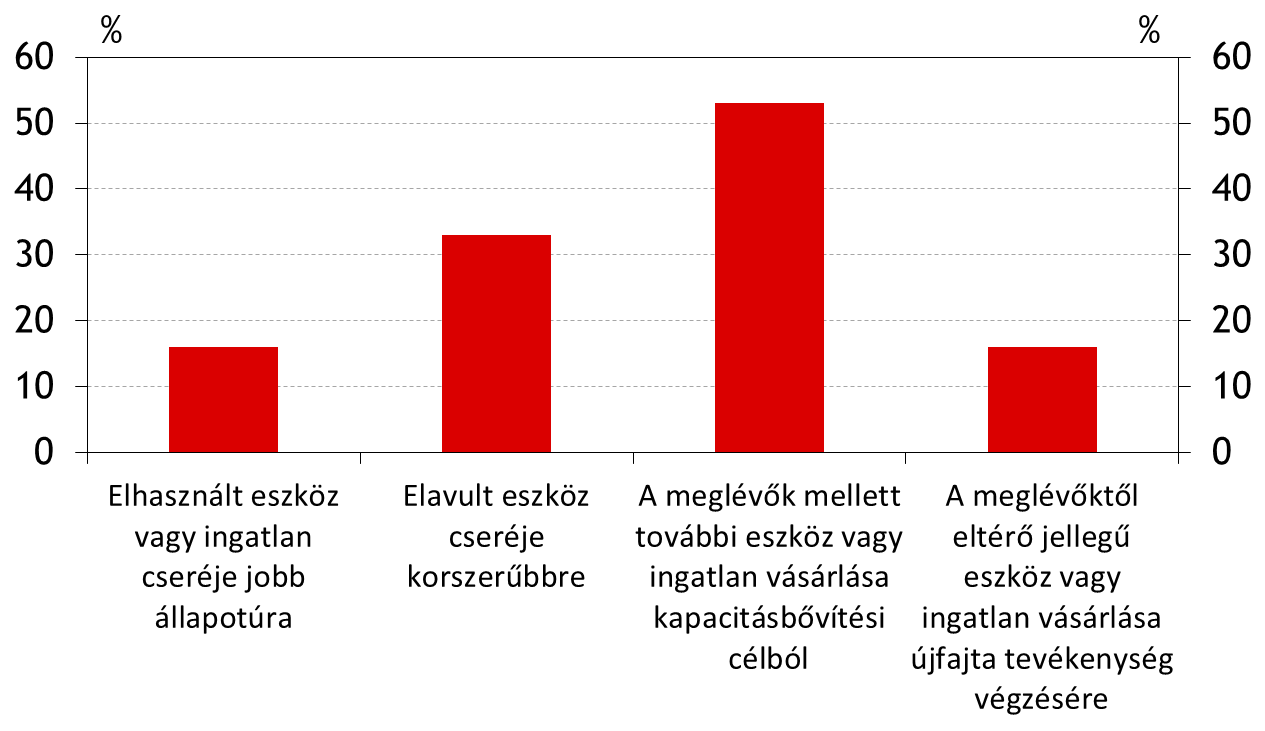 %
%
60
50
40
30
20
10
0
60
50
40
30
20
10
0
Elhasznált eszköz
vagy ingatlan
cseréje jobb
állapotúra
Elavult eszköz
cseréje
korszerűbbre
A meglévők mellett
további eszköz vagy
ingatlan vásárlása
kapacitásbővítési
célból
A meglévőktől
eltérő jellegű
eszköz vagy
ingatlan vásárlása
újfajta tevékenység
végzésére